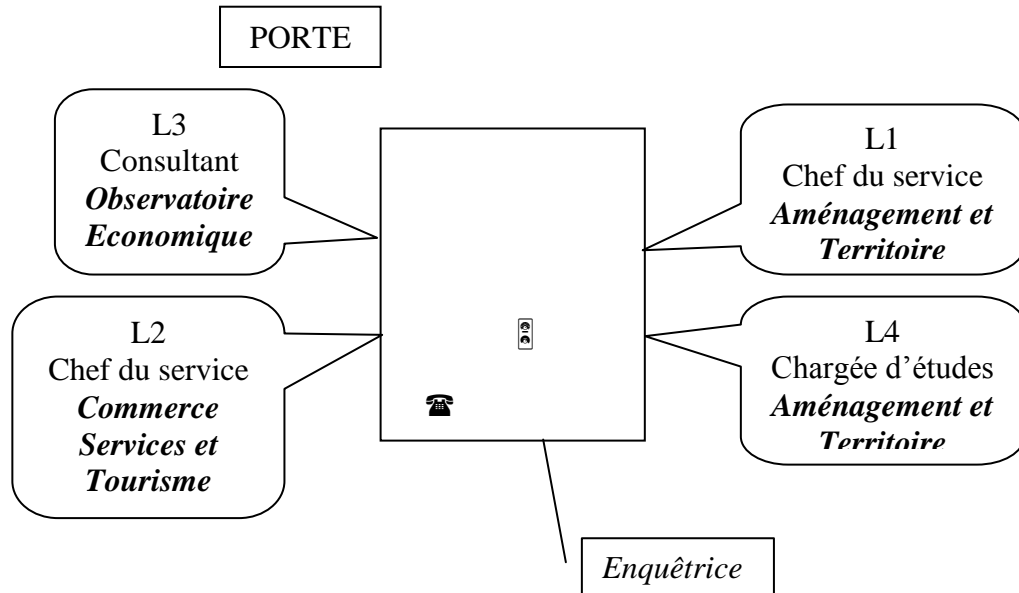 PORTE
L3
Consultant
Observatoire
Economique
L1
Chef du service
Aménagement et
Territoire
L2
Chef du service
Commerce
Services et
Tourisme
L4
Chargée d'études
Aménagement et
Territoire
Enquêtrice